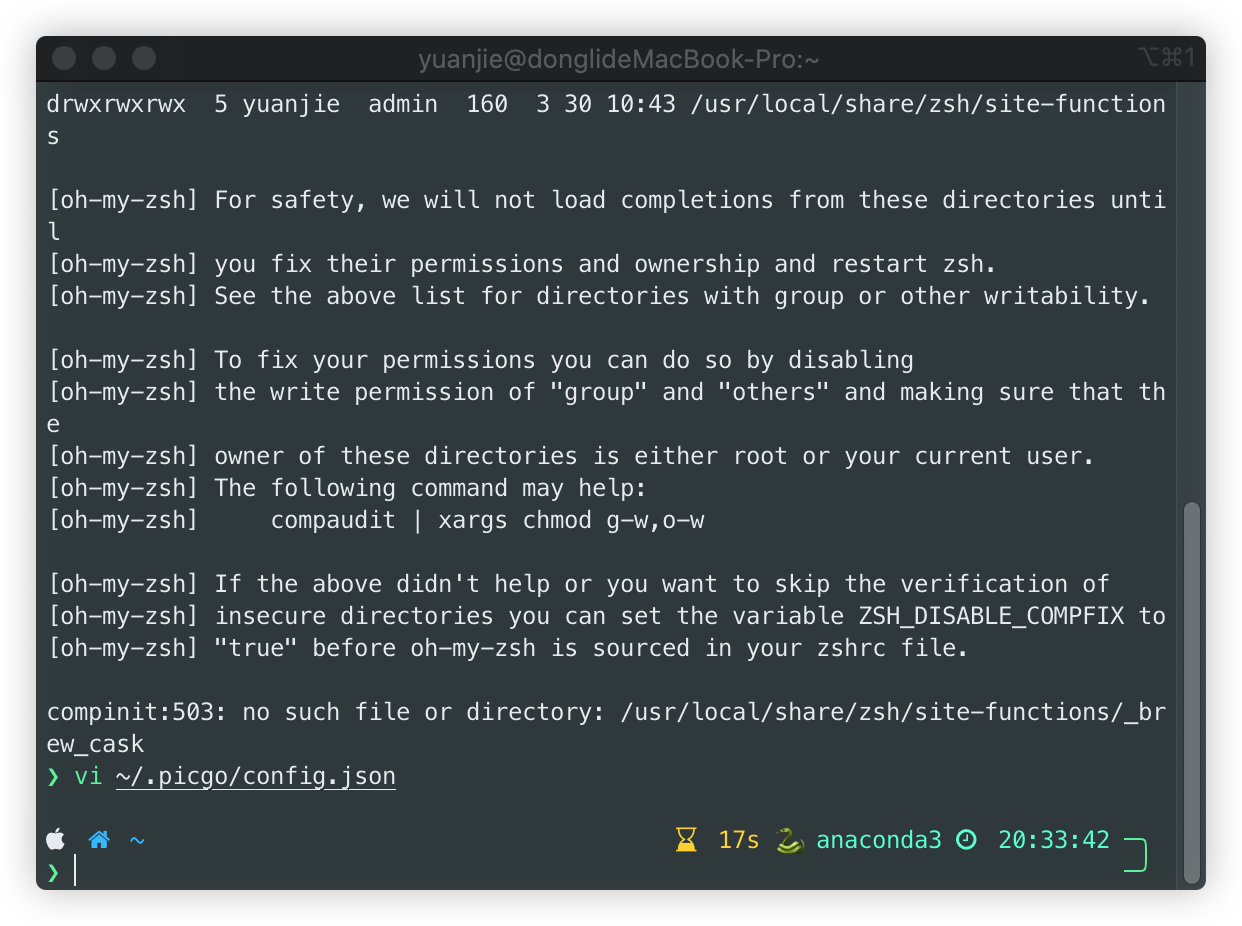 yuanjie@donglideMacBook-Pro:~
⌥⌘1
drwxrwxrwx  5 yuanjie  admin  160  3 30 10:43 /usr/local/share/zsh/site-function
s
[oh-my-zsh] For safety, we will not load completions from these directories unti
l
[oh-my-zsh] you fix their permissions and ownership and restart zsh.
[oh-my-zsh] See the above list for directories with group or other writability.
[oh-my-zsh] To fix your permissions you can do so by disabling
[oh-my-zsh] the write permission of "group" and "others" and making sure that th
e
[oh-my-zsh] owner of these directories is either root or your current user.
[oh-my-zsh] The following command may help:
[oh-my-zsh]     compaudit | xargs chmod g-w,o-w
[oh-my-zsh] If the above didn't help or you want to skip the verification of
[oh-my-zsh] insecure directories you can set the variable ZSH_DISABLE_COMPFIX to
[oh-my-zsh] "true" before oh-my-zsh is sourced in your zshrc file.
compinit:503: no such file or directory: /usr/local/share/zsh/site-functions/_br
ew_cask
❯ vi ~/.picgo/config.json
~ 17s anaconda3 20:33:42
❯